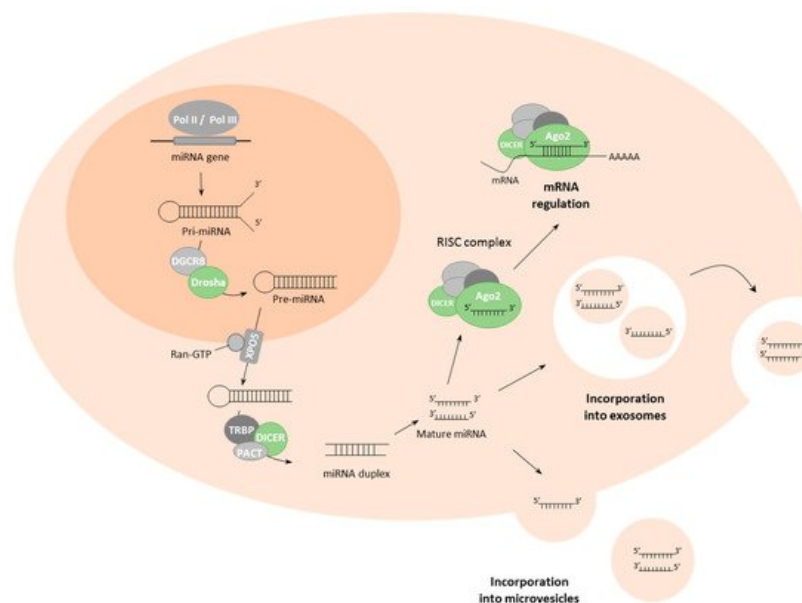 Pol II / Pol III
miRNA gene
3'
5'
Pri-miRNA
DGCR8
Drosha
Pre-miRNA
Ran-GTP
XPO5
TRBP
DICER
PACT
miRNA duplex
5' 3'
3' 5'
Mature miRNA
RISC complex
DICER
Ago2
5' 3'
DICER
Ago2
5' 3'
mRNA
AAAAA
mRNA
regulation
5' 3'
3' 5'
3' 5'
Incorporation
into exosomes
5'
5'
5' 3'
5' 3'
3' 5'
Incorporation
into microvesicles